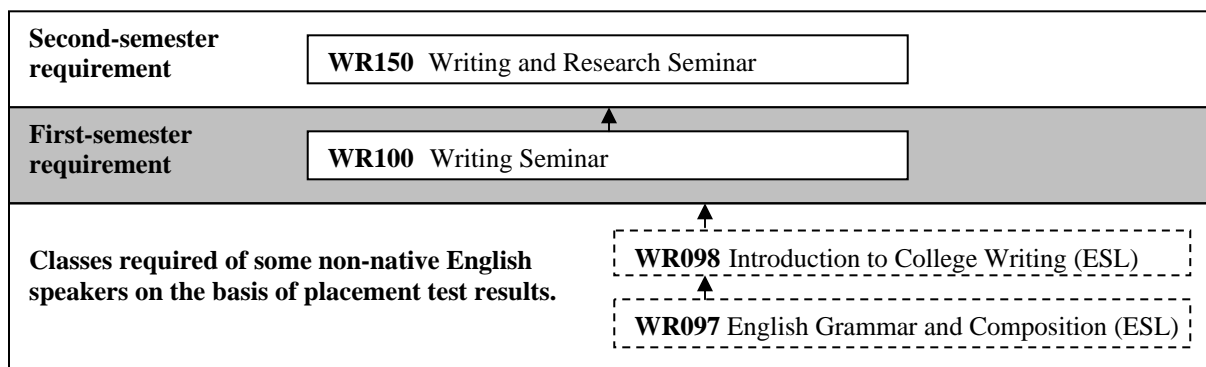 Second-semester
requirement
WR150 Writing and Research Seminar
First-semester
requirement
WR100 Writing Seminar
Classes required of some non-native English
speakers on the basis of placement test results.
WR098 Introduction to College Writing (ESL)
WR097 English Grammar and Composition (ESL)